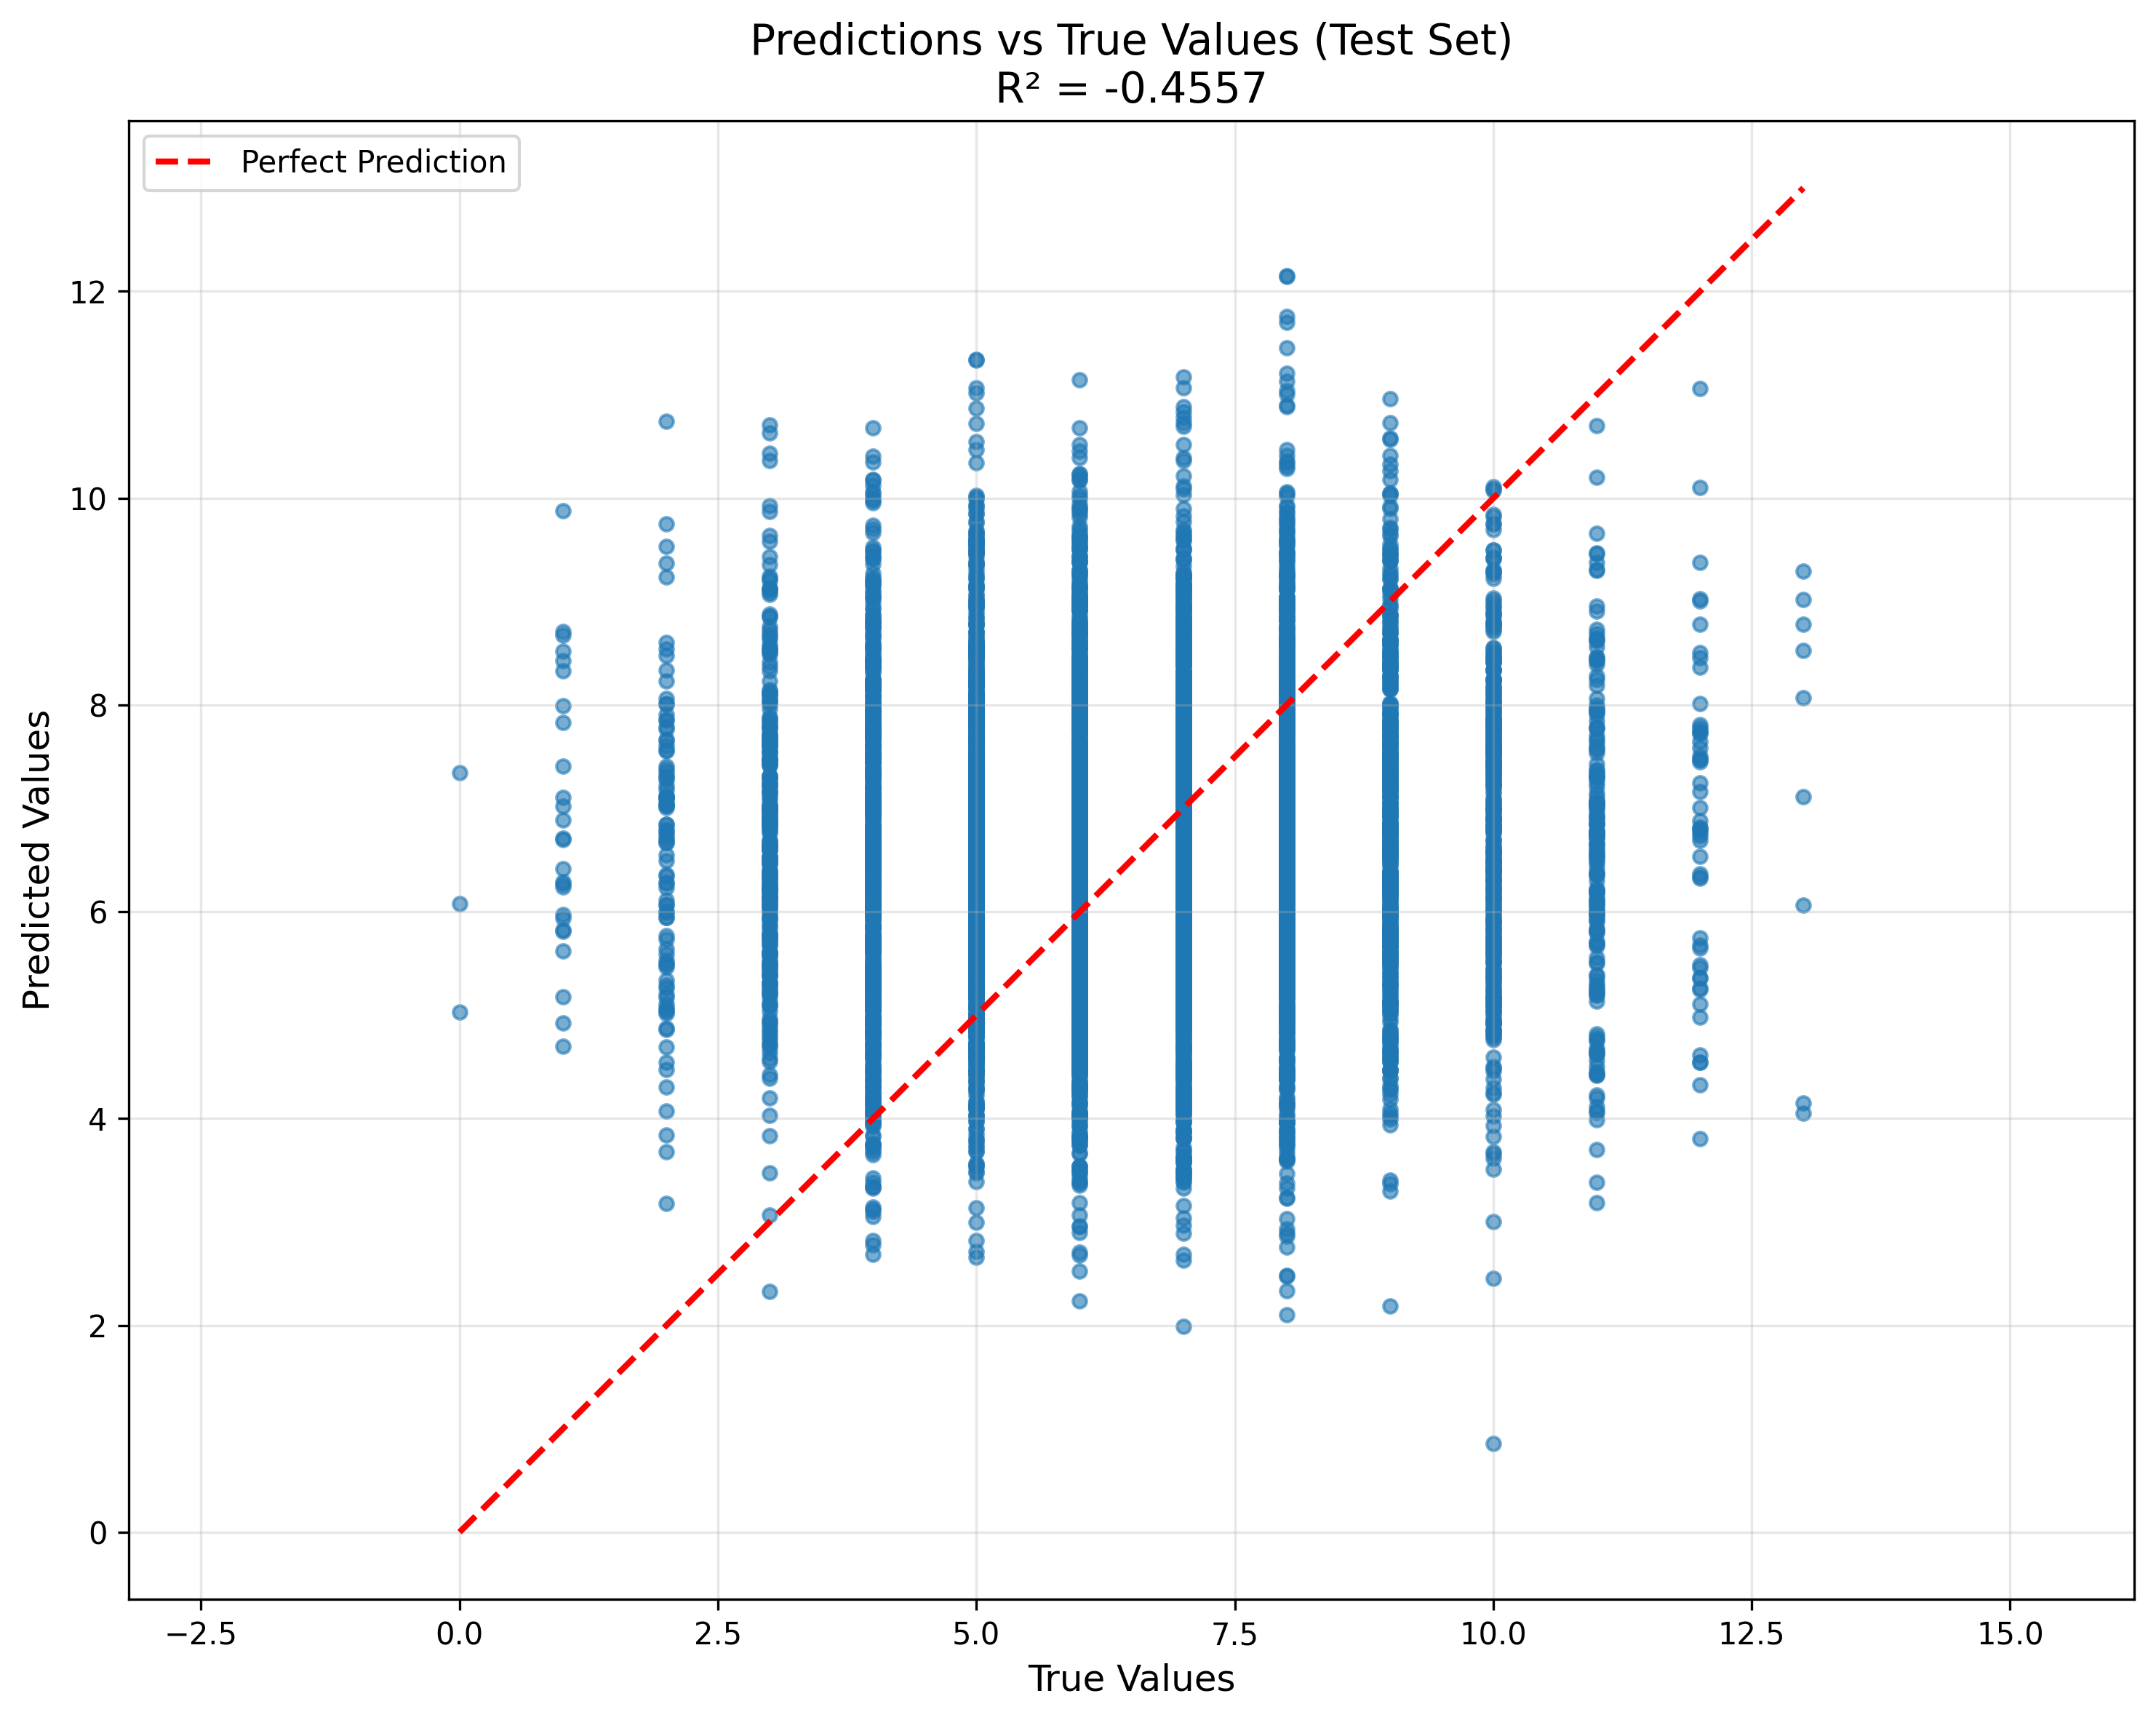 Predictions vs True Values (Test Set)
R² = -0.4557
Perfect Prediction
Predicted Values
12
10
8
6
4
2
0
−2.5 0.0 2.5 5.0 7.5 10.0 12.5 15.0
True Values